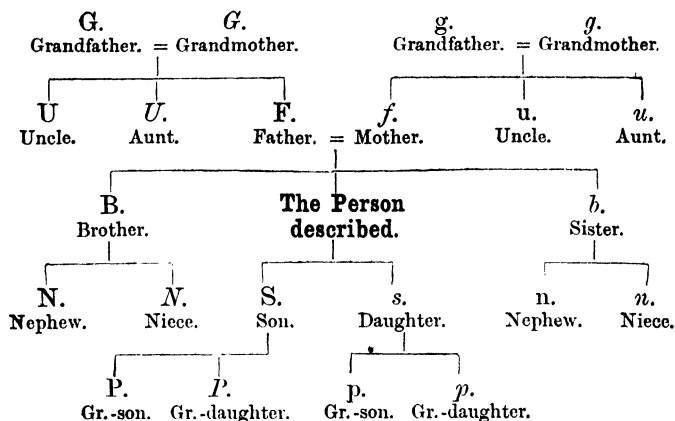 G. G. g. g.
Grandfather. = Grandmother. Grandfather. = Grandmother.
U U. F. f. u. u.
Uncle. Aunt. Father. = Mother. Uncle. Aunt.
B. The Person b.
Brother. described. Sister.
N. N. S. s. n. n.
Nephew. Niece. Son. Daughter. Nephew. Niece.
P. P. p. p.
Gr.-son. Gr.-daughter. Gr.-son. Gr.-daughter.